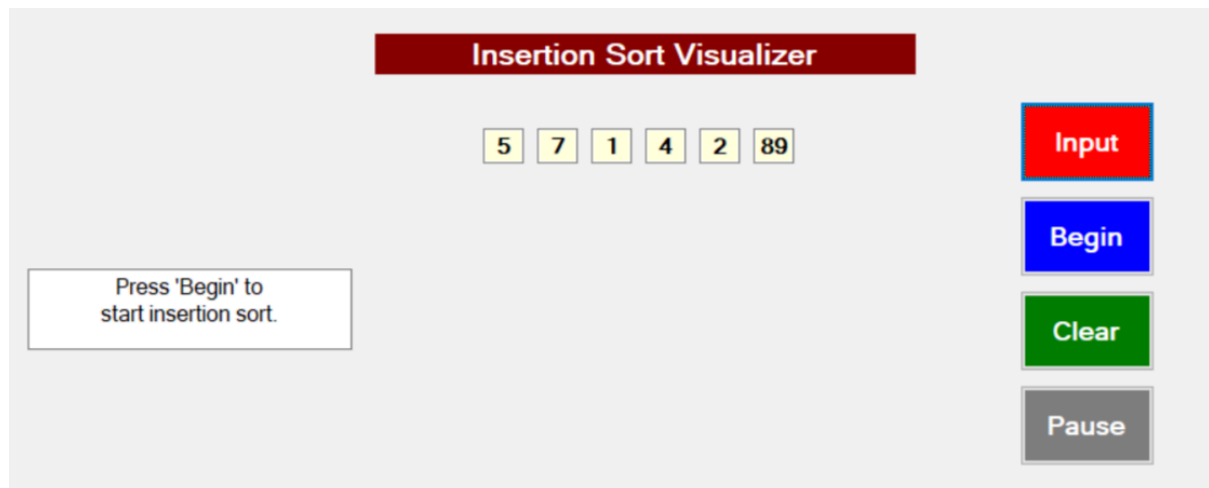 Insertion Sort Visualizer
5 7 1 4 2 89
Input
Begin
Press 'Begin' to
start insertion sort.
Clear
Pause